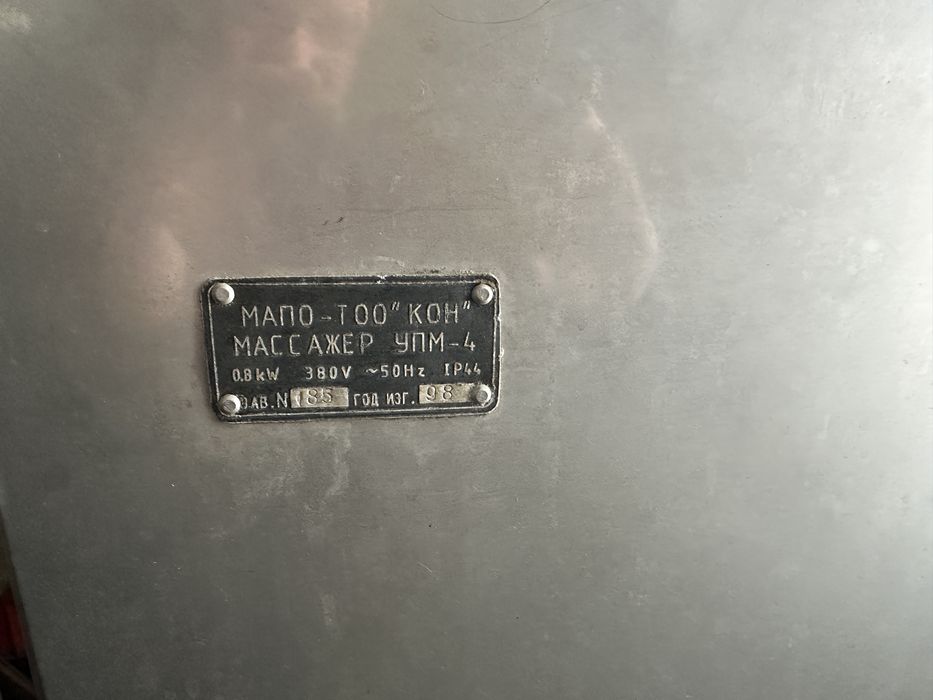 МАПО-ТОО "КОН"
МАССАЖЕР УПМ-4
0.8kW 380V ~50Hz IP44
ЗАВ.N 185 ГОД ИЗГ. 98